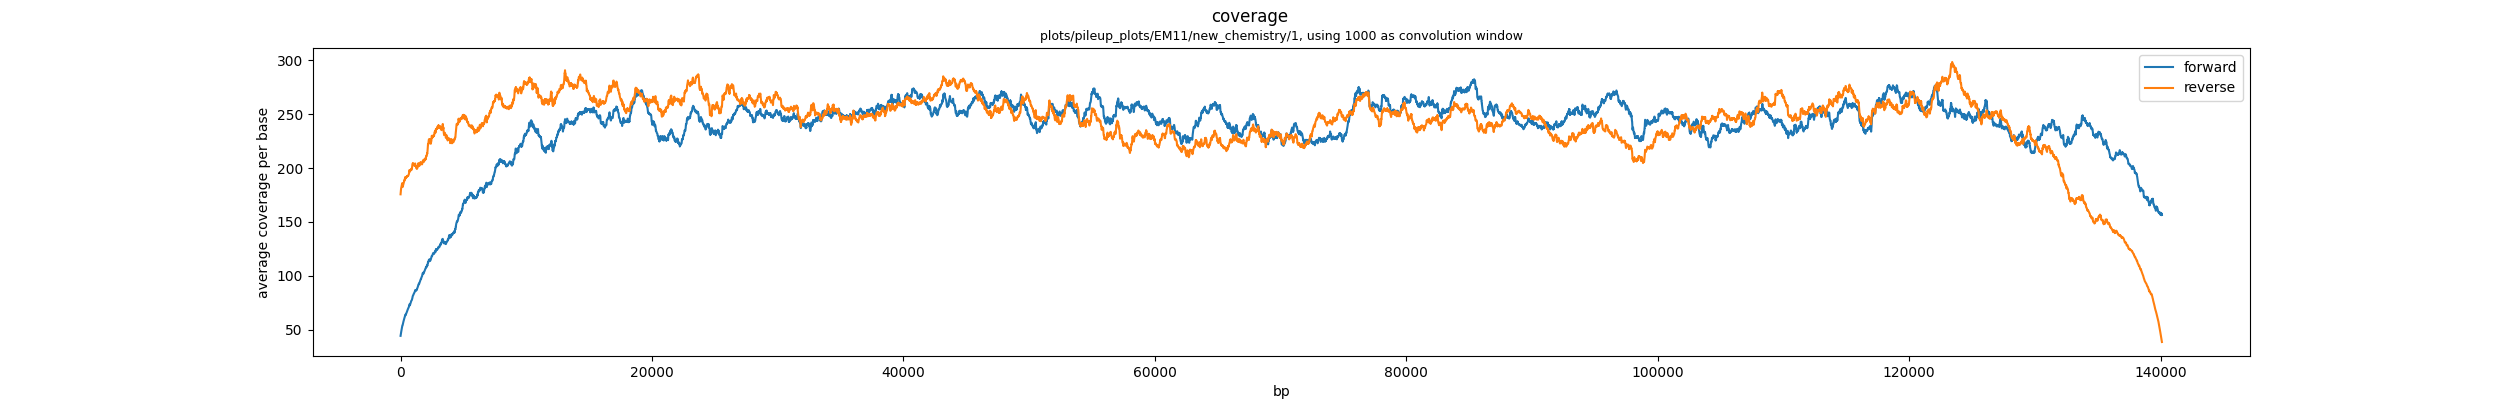 coverage
plots/pileup_plots/EM11/new_chemistry/1, using 1000 as convolution window
300
250
200
150
100
50
average coverage per base
forward
reverse
0 20000 40000 60000 80000 100000 120000 140000
bp